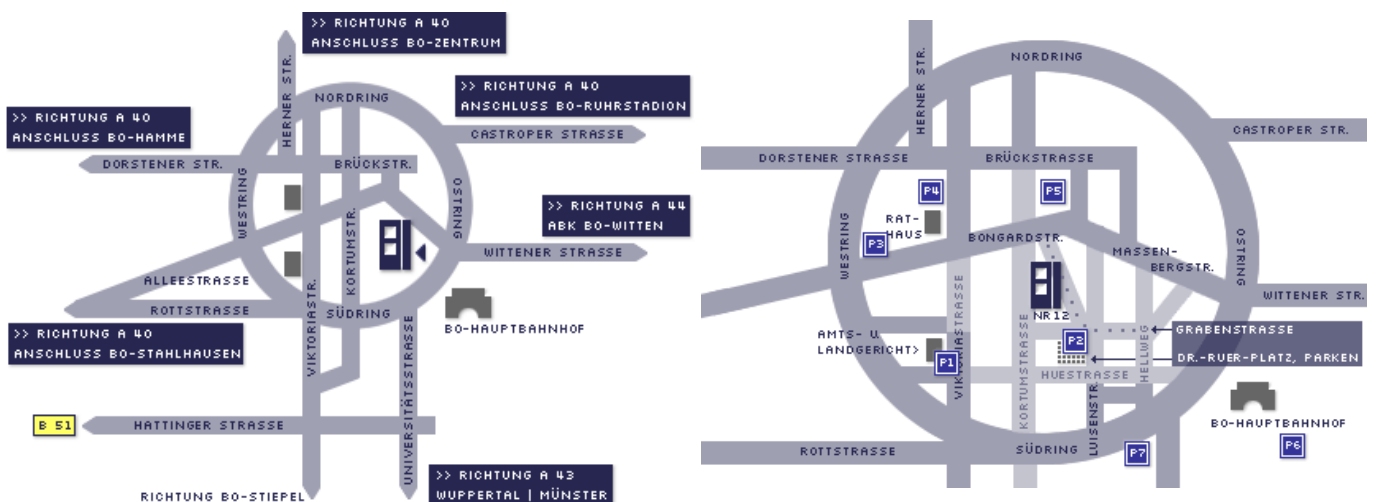 >> RICHTUNG A 40
ANSCHLUSS BO-ZENTRUM
HERNER STR.
NORDRING
>> RICHTUNG A 40
ANSCHLUSS BO-RUHRSTADION
CASTROPER STRASSE
>> RICHTUNG A 40
ANSCHLUSS BO-HAMME
DORSTENER STR.
BRÜCKSTR.
WESTRING
OSTRING
>> RICHTUNG A 44
ABK BO-WITTEN
WITTENER STRASSE
KORTUMSTR.
ALLEESTRASSE
ROTTSTRASSE
SÜDRING
BO-HAUPTBAHNHOF
>> RICHTUNG A 40
ANSCHLUSS BO-STAHLHAUSEN
VIKTORIASTR.
UNIVERSITÄTSSTRASSE
B 51
HATTINGER STRASSE
>> RICHTUNG A 43
WUPPERTAL | MÜNSTER
RICHTUNG BO-STIEPEL
NORDRING
HERNER STR.
CASTROPER STR.
DORSTENER STRASSE
BRÜCKSTRASSE
P4
P5
RAT-
HAUS
P3
WESTRING
BONGARDSTR.
MASSEN-
BERGSTR.
OSTRING
WITTENER STR.
NR12
VIKTORIASTRASSE
KORTUMSTRASSE
AMTS- U
LANDGERICHT>
P1
P2
GRABENSTRASSE
DR.-RUER-PLATZ, PARKEN
HELLWEG
HUESTRASSE
LUISENSTR.
BO-HAUPTBAHNHOF
P6
ROTTSTRASSE
SÜDRING
P7